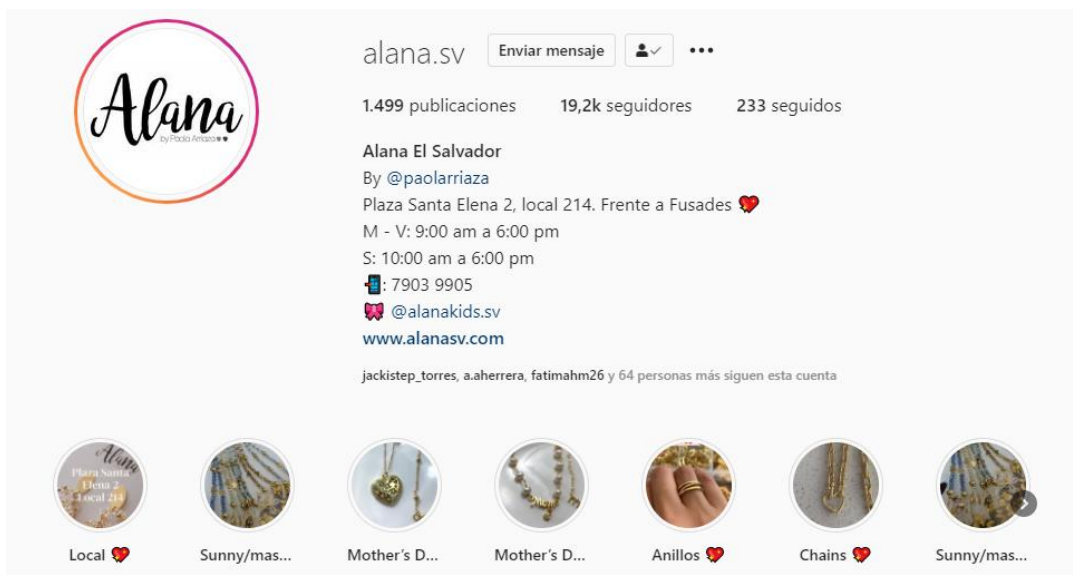 Alana
by Paola Arriaza
alana.sv Enviar mensaje
1.499 publicaciones 19,2k seguidores 233 seguidos
Alana El Salvador
By @paolarriaza
Plaza Santa Elena 2, local 214. Frente a Fusades 💖
M - V: 9:00 am a 6:00 pm
S: 10:00 am a 6:00 pm
📲: 7903 9905
🎀 @alanakids.sv
www.alanasv.com
jackistep_torres, a.aherrera, fatimahm26 y 64 personas más siguen esta cuenta
Alana
Plaza Santa
Elena 2
Local 214
Local 💖 Sunny/mas... Mother's D... Mother's D... Anillos 💖 Chains 💖 Sunny/mas...